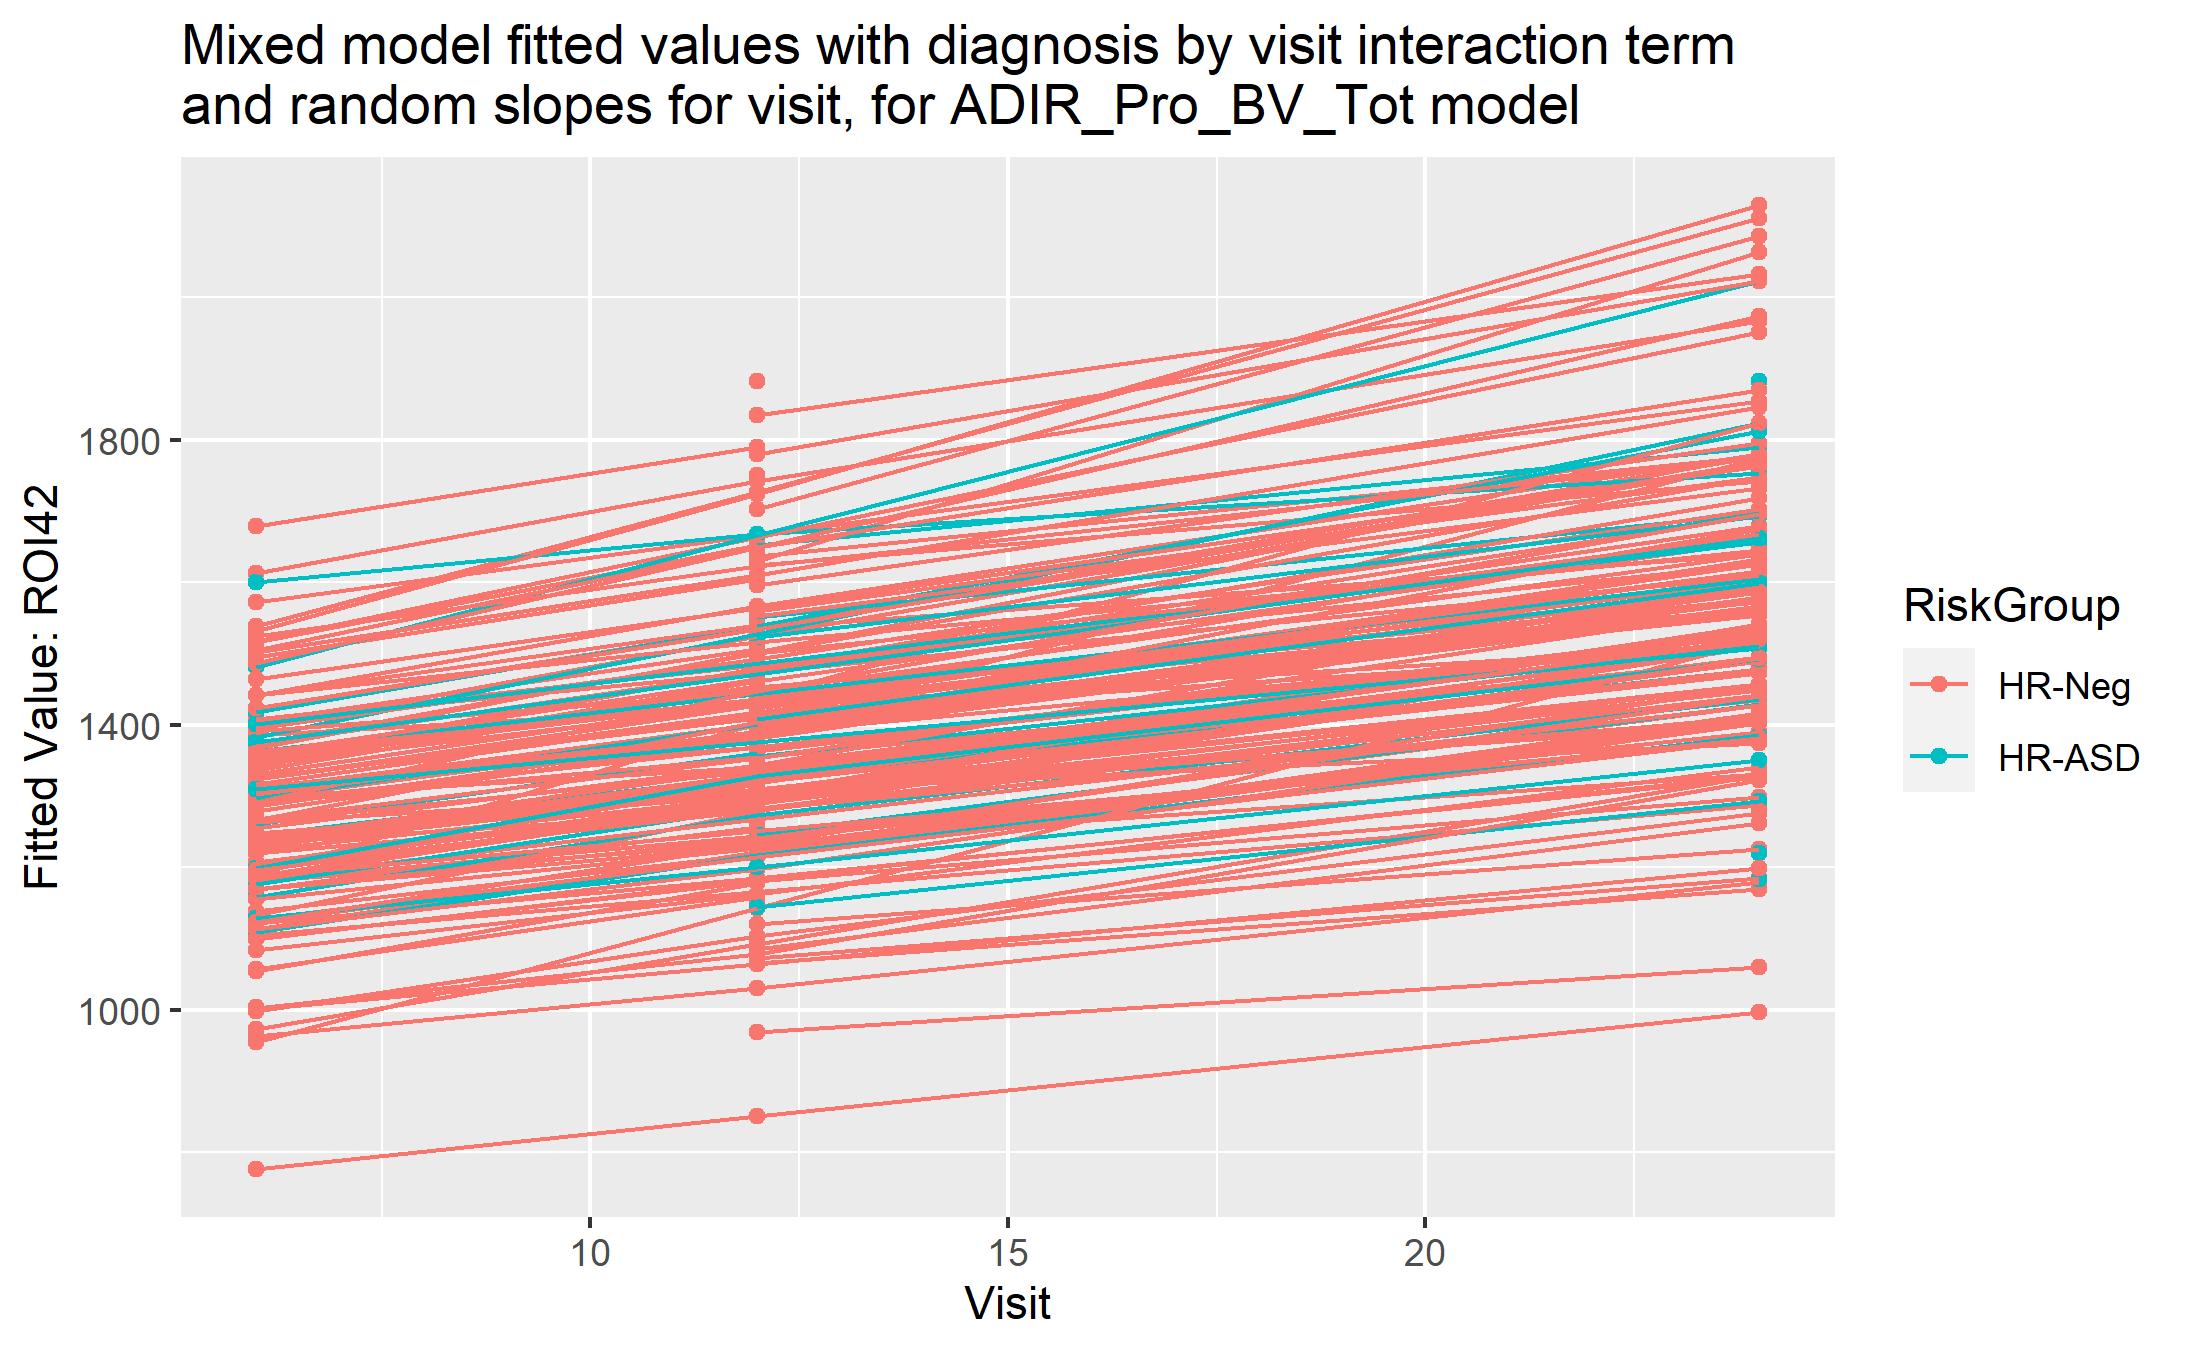 Mixed model fitted values with diagnosis by visit interaction term
and random slopes for visit, for ADIR_Pro_BV_Tot model
Fitted Value: ROI42
1800
1400
1000
10
15
20
Visit
RiskGroup
HR-Neg
HR-ASD